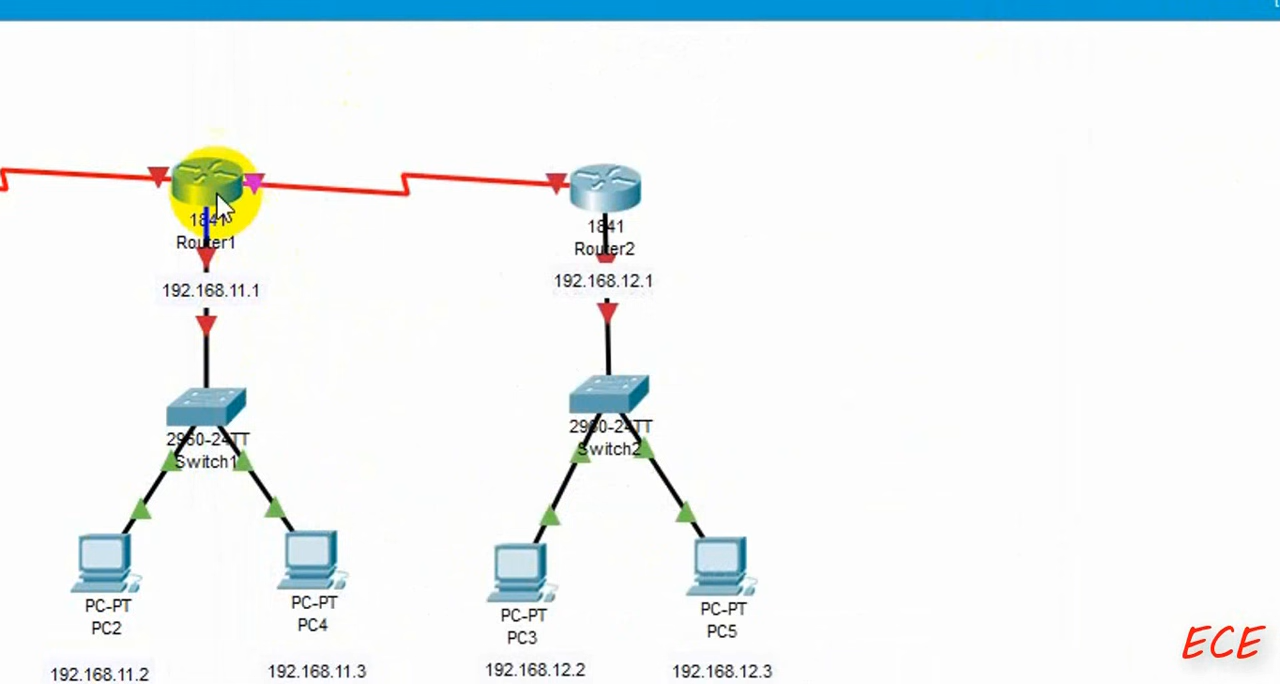 1841
Router1
192.168.11.1
1841
Router2
192.168.12.1
2960-24TT
Switch1
2960-24TT
Switch2
PC-PT
PC2
PC-PT
PC4
PC-PT
PC3
PC-PT
PC5
192.168.11.2
192.168.11.3
192.168.12.2
192.168.12.3
ECE